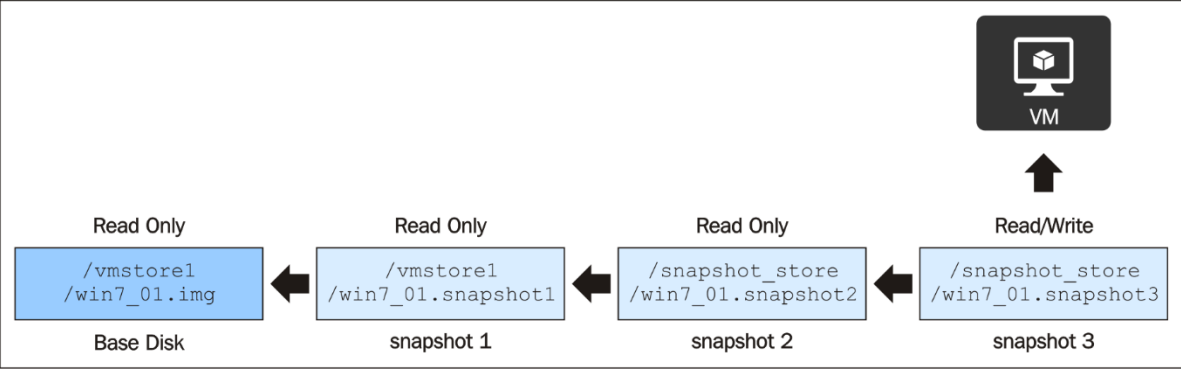 VM
Read Only
Read Only
Read Only
Read/Write
/vmstore1
/win7_01.img
/vmstore1
/win7_01.snapshot1
/snapshot_store
/win7_01.snapshot2
/snapshot_store
/win7_01.snapshot3
Base Disk
snapshot 1
snapshot 2
snapshot 3